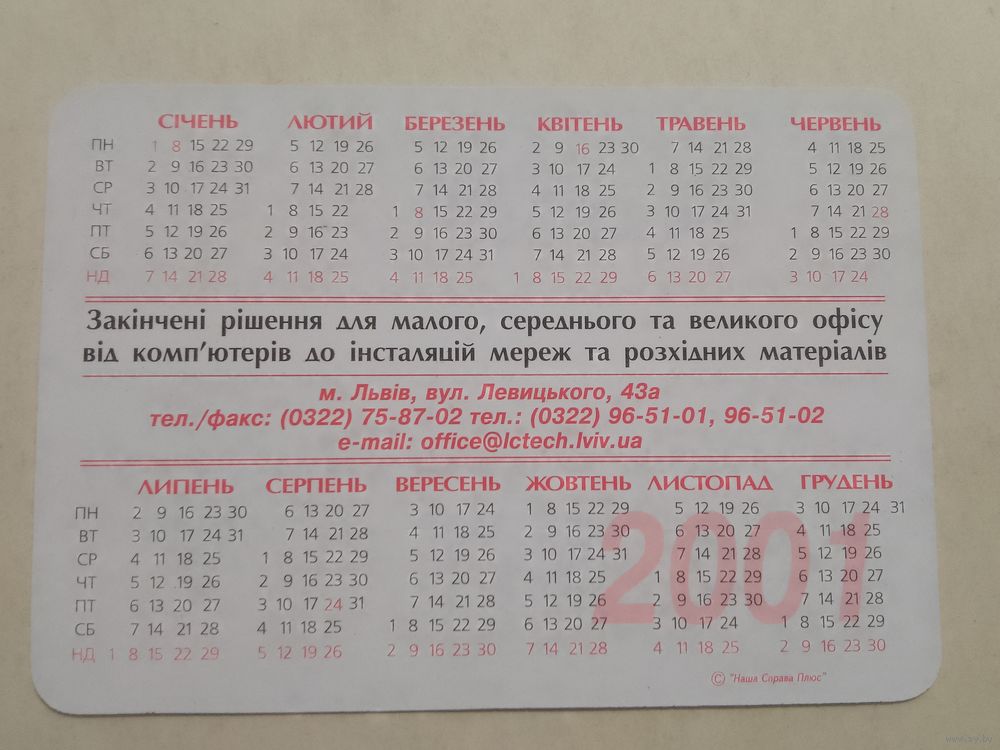 СІЧЕНЬ ЛЮТИЙ БЕРЕЗЕНЬ КВІТЕНЬ ТРАВЕНЬ ЧЕРВЕНЬ
ПН 1 8 15 22 29 5 12 19 26 5 12 19 26 2 9 16 23 30 7 14 21 28 4 11 18 25
ВТ 2 9 16 23 30 6 13 20 27 6 13 20 27 3 10 17 24 1 8 15 22 29 5 12 19 26
СР 3 10 17 24 31 7 14 21 28 7 14 21 28 4 11 18 25 2 9 16 23 30 6 13 20 27
ЧТ 4 11 18 25 1 8 15 22 1 8 15 22 29 5 12 19 26 3 10 17 24 31 7 14 21 28
ПТ 5 12 19 26 2 9 16 23 2 9 16 23 30 6 13 20 27 4 11 18 25 1 8 15 22 29
СБ 6 13 20 27 3 10 17 24 3 10 17 24 31 7 14 21 28 5 12 19 26 2 9 16 23 30
НД 7 14 21 28 4 11 18 25 4 11 18 25 1 8 15 22 29 6 13 20 27 3 10 17 24
Закінчені рішення для малого, середнього та великого офісу
від комп'ютерів до інсталяцій мереж та розхідних матеріалів
м. Львів, вул. Левицького, 43а
тел./факс: (0322) 75-87-02 тел.: (0322) 96-51-01, 96-51-02
e-mail: office@lctech.lviv.ua
ЛИПЕНЬ СЕРПЕНЬ ВЕРЕСЕНЬ ЖОВТЕНЬ ЛИСТОПАД ГРУДЕНЬ
ПН 2 9 16 23 30 6 13 20 27 3 10 17 24 1 8 15 22 29 5 12 19 26 3 10 17 24 31
ВТ 3 10 17 24 31 7 14 21 28 4 11 18 25 2 9 16 23 30 6 13 20 27 4 11 18 25
СР 4 11 18 25 1 8 15 22 29 5 12 19 26 3 10 17 24 31 7 14 21 28 5 12 19 26
ЧТ 5 12 19 26 2 9 16 23 30 6 13 20 27 4 11 18 25 1 8 15 22 29 6 13 20 27
ПТ 6 13 20 27 3 10 17 24 31 7 14 21 28 5 12 19 26 2 9 16 23 30 7 14 21 28
СБ 7 14 21 28 4 11 18 25 1 8 15 22 29 6 13 20 27 3 10 17 24 1 8 15 22 29
НД 1 8 15 22 29 5 12 19 26 2 9 16 23 30 7 14 21 28 4 11 18 25 2 9 16 23 30
2001
© "Наша Справа Плюс"
www.ay.by